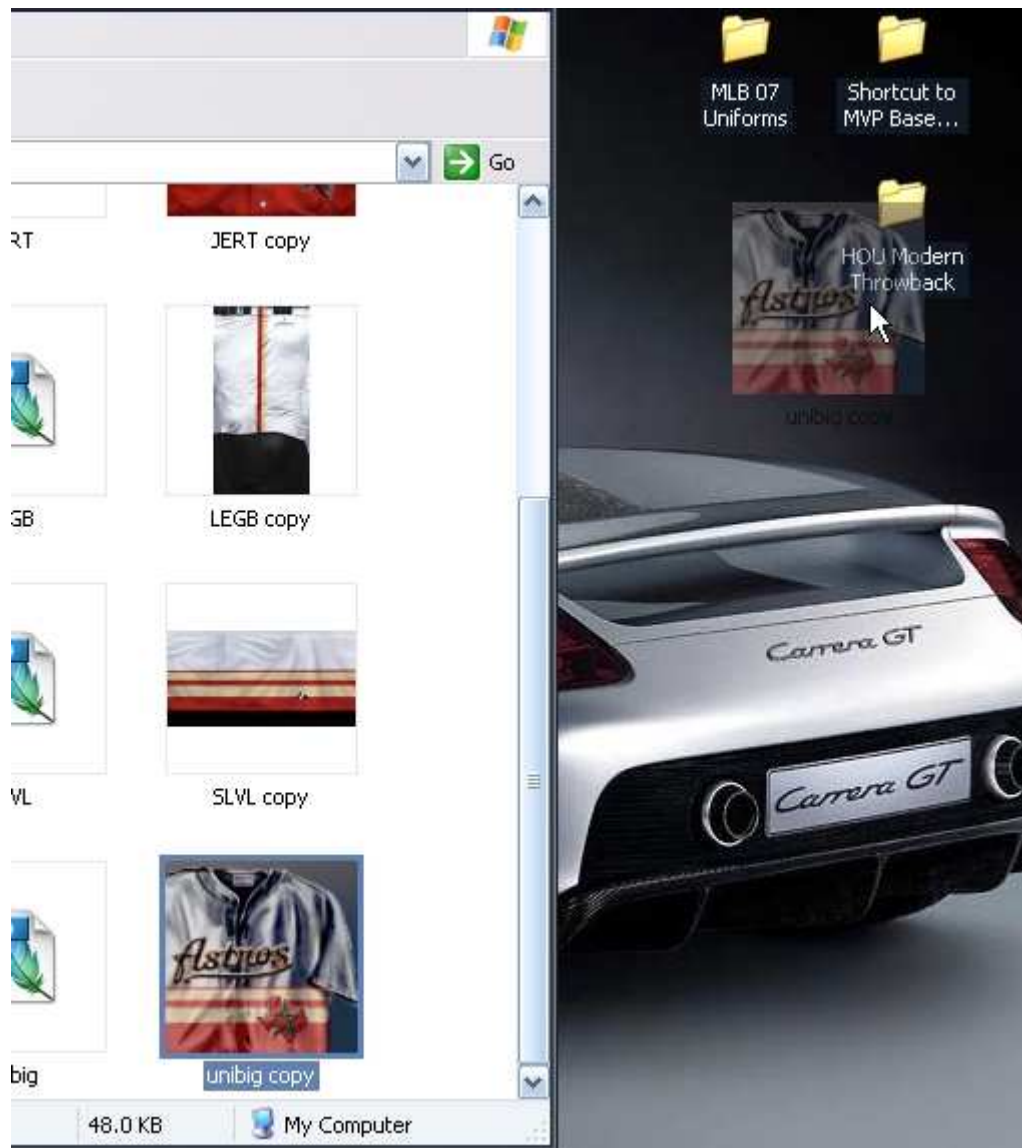 MLB 07
Uniforms
Shortcut to
MVP Base...
Go
RT
JERT copy
HOU Modern
Throwback
Astros
unibig copy
GB
LEGB copy
Carrera GT
VL
SLVL copy
Carrera GT
Astros
big
unibig copy
48.0 KB
My Computer